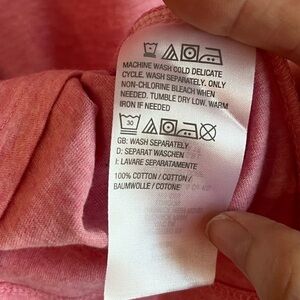 MACHINE WASH COLD DELICATE
CYCLE. WASH SEPARATELY. ONLY
NON-CHLORINE BLEACH WHEN
NEEDED. TUMBLE DRY LOW. WARM
IRON IF NEEDED
30
GB: WASH SEPARATELY
D: SEPARAT WASCHEN
I: LAVARE SEPARATAMENTE
100% COTTON / COTTON /
BAUMWOLLE / COTONE